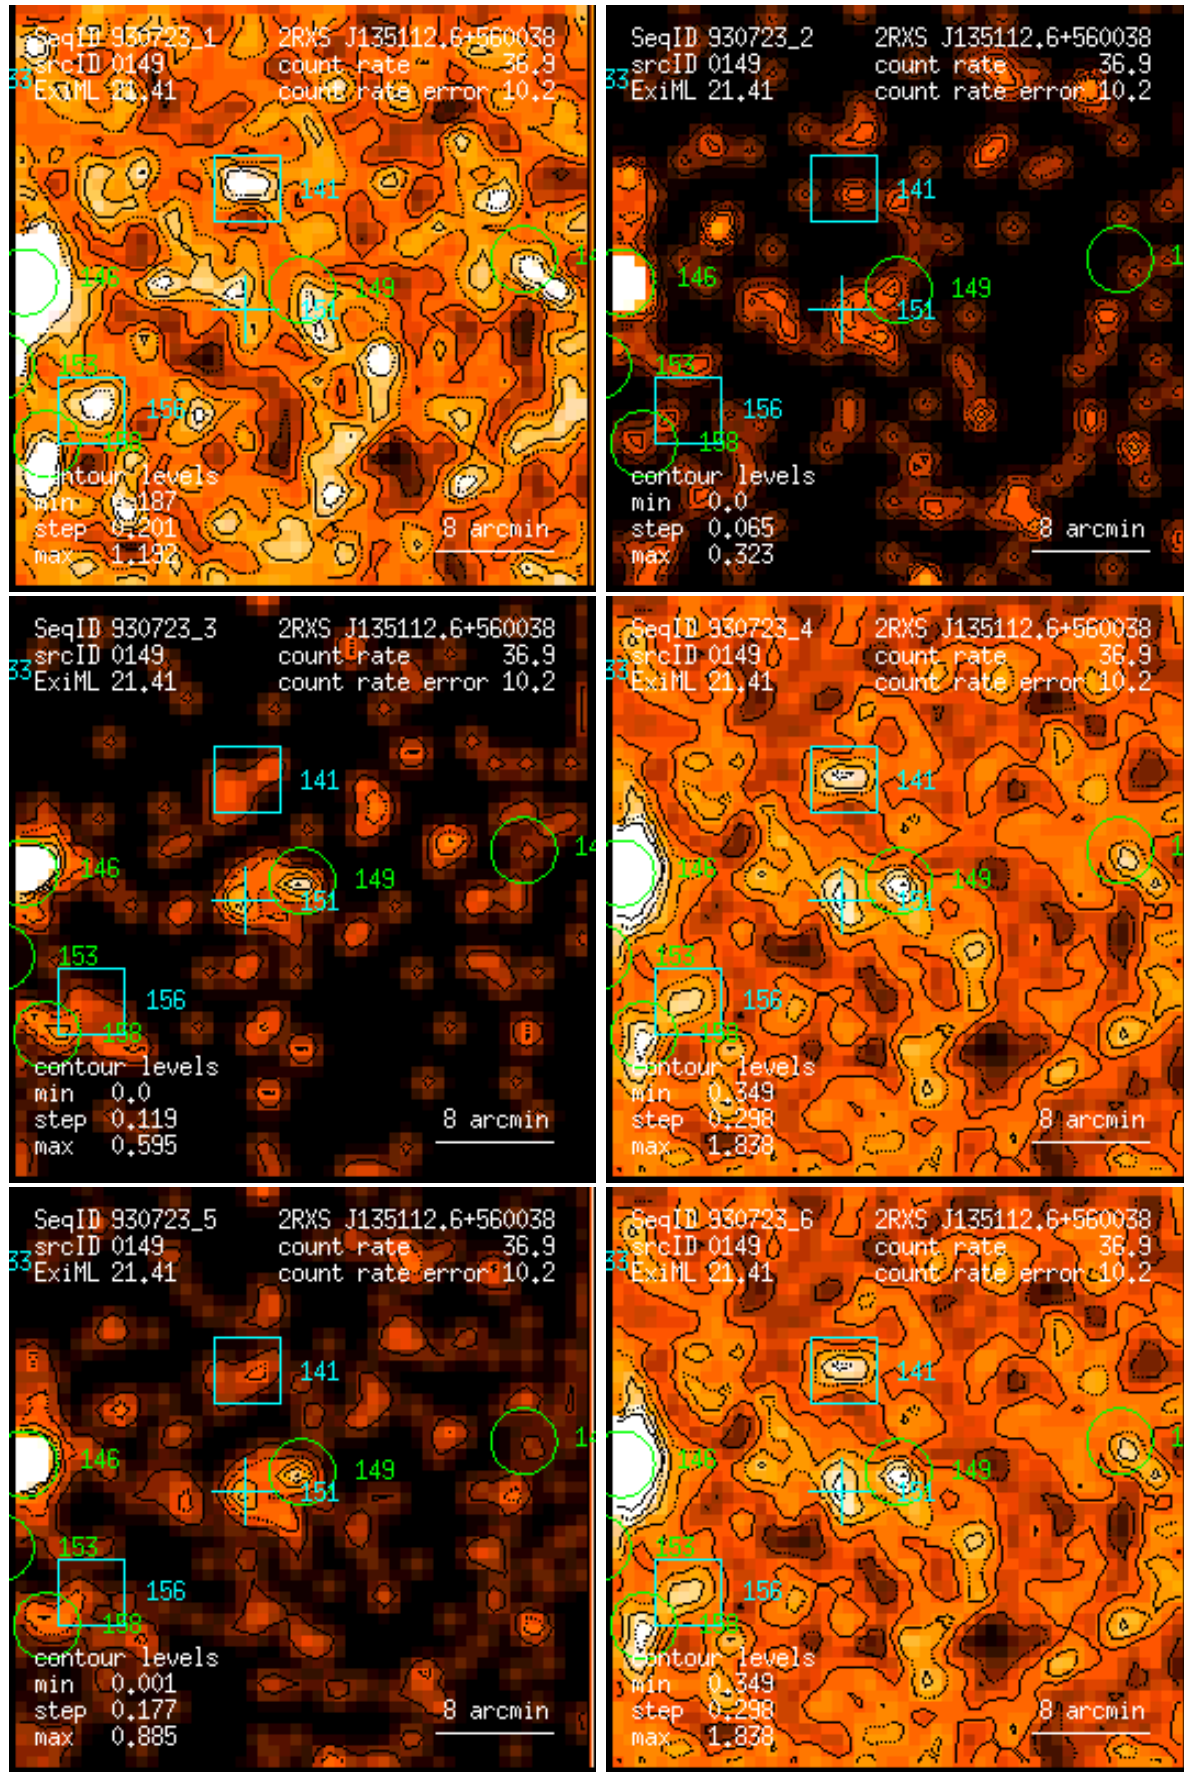 SeqID 930723_1 2RXS J135112.6+560038
srcID 0149 count rate 36.9
ExiML 21.41 count rate error 10.2
33
141
146
149
151
153
156
158
contour levels
min 0.187
step 0.201
max 1.192
8 arcmin
SeqID 930723_2 2RXS J135112.6+560038
srcID 0149 count rate 36.9
ExiML 21.41 count rate error 10.2
33
141
146
149
151
153
156
158
contour levels
min 0.0
step 0.065
max 0.323
8 arcmin
SeqID 930723_3 2RXS J135112.6+560038
srcID 0149 count rate 36.9
ExiML 21.41 count rate error 10.2
33
141
146
149
151
153
156
158
contour levels
min 0.0
step 0.119
max 0.595
8 arcmin
SeqID 930723_4 2RXS J135112.6+560038
srcID 0149 count rate 36.9
ExiML 21.41 count rate error 10.2
33
141
146
149
151
153
156
158
contour levels
min 0.349
step 0.298
max 1.838
8 arcmin
SeqID 930723_5 2RXS J135112.6+560038
srcID 0149 count rate 36.9
ExiML 21.41 count rate error 10.2
33
141
146
149
151
153
156
158
contour levels
min 0.001
step 0.177
max 0.885
8 arcmin
SeqID 930723_6 2RXS J135112.6+560038
srcID 0149 count rate 36.9
ExiML 21.41 count rate error 10.2
33
141
146
149
151
153
156
158
contour levels
min 0.349
step 0.298
max 1.838
8 arcmin